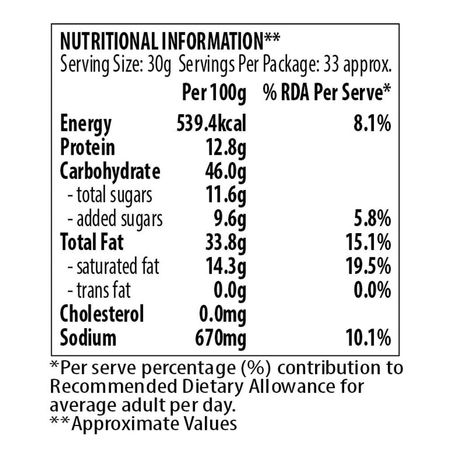 NUTRITIONAL INFORMATION**
Serving Size: 30g Servings Per Package: 33 approx.
Per 100g % RDA Per Serve*
Energy 539.4kcal 8.1%
Protein 12.8g
Carbohydrate 46.0g
- total sugars 11.6g
- added sugars 9.6g 5.8%
Total Fat 33.8g 15.1%
- saturated fat 14.3g 19.5%
- trans fat 0.0g 0.0%
Cholesterol 0.0mg
Sodium 670mg 10.1%
*Per serve percentage (%) contribution to
Recommended Dietary Allowance for
average adult per day.
**Approximate Values